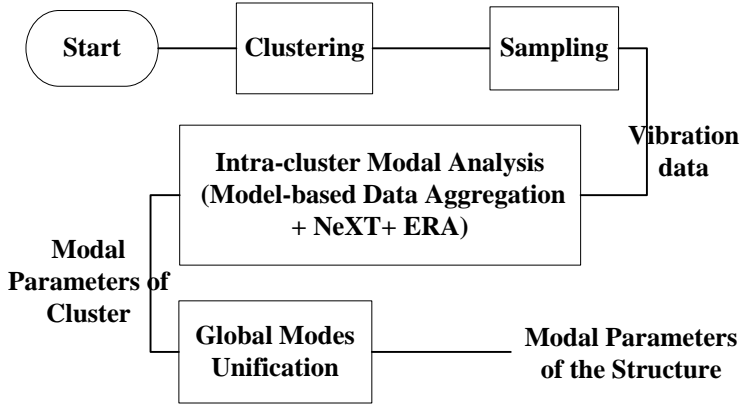 Start
Clustering
Sampling
Vibration
data
Intra-cluster Modal Analysis
(Model-based Data Aggregation
+ NeXT+ ERA)
Modal
Parameters of
Cluster
Global Modes
Unification
Modal Parameters
of the Structure